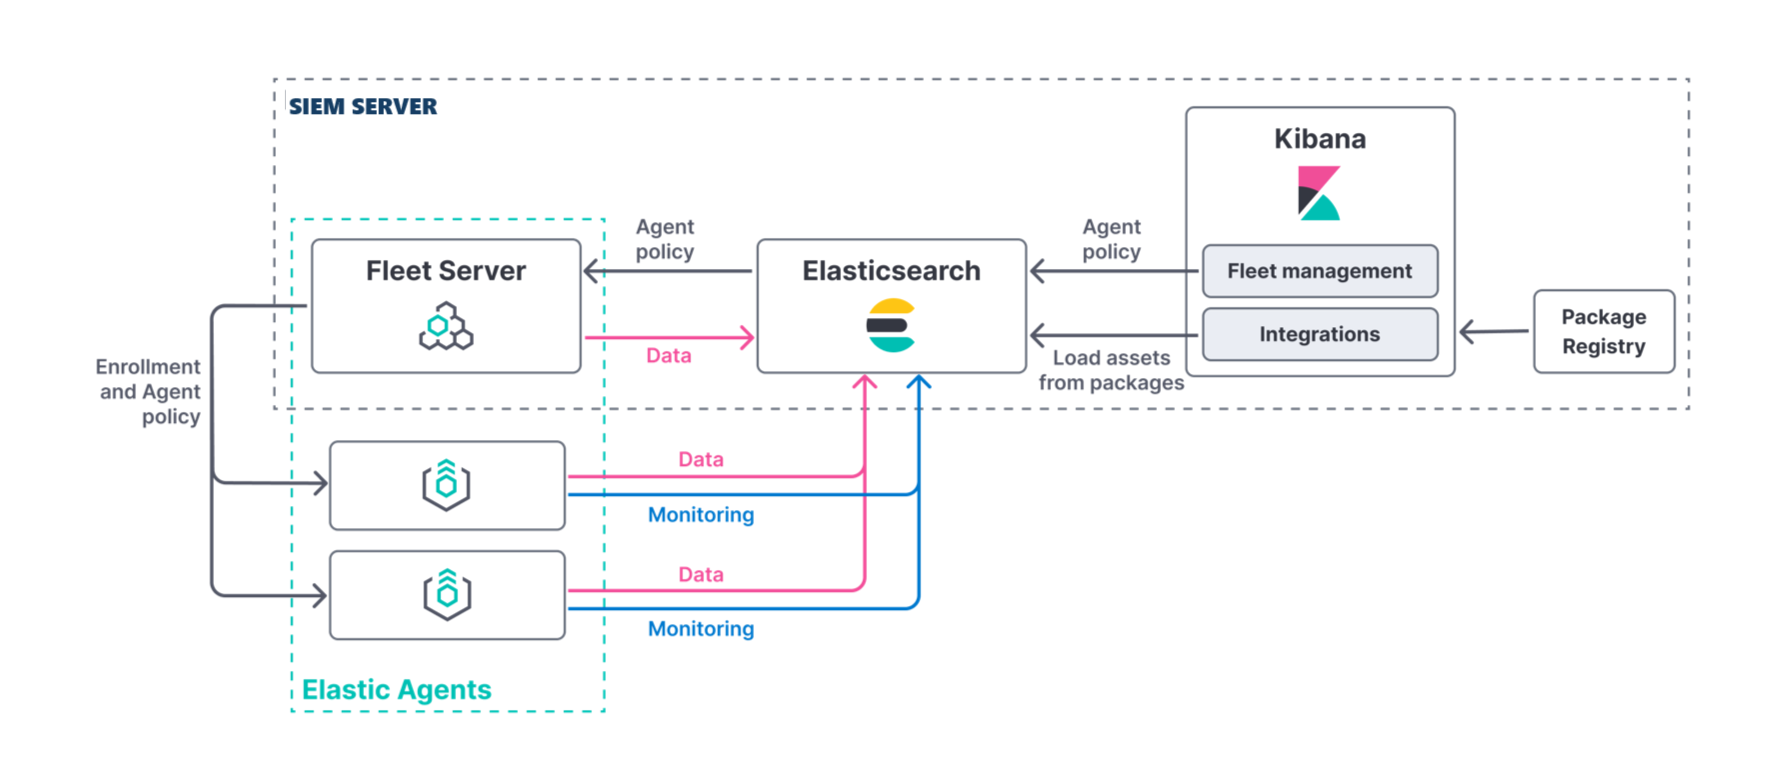 SIEM SERVER
Kibana
Agent
policy
Agent
policy
Fleet Server
Elasticsearch
Fleet management
Package
Registry
Integrations
Data
Load assets
from packages
Enrollment
and Agent
policy
Data
Monitoring
Data
Monitoring
Elastic Agents